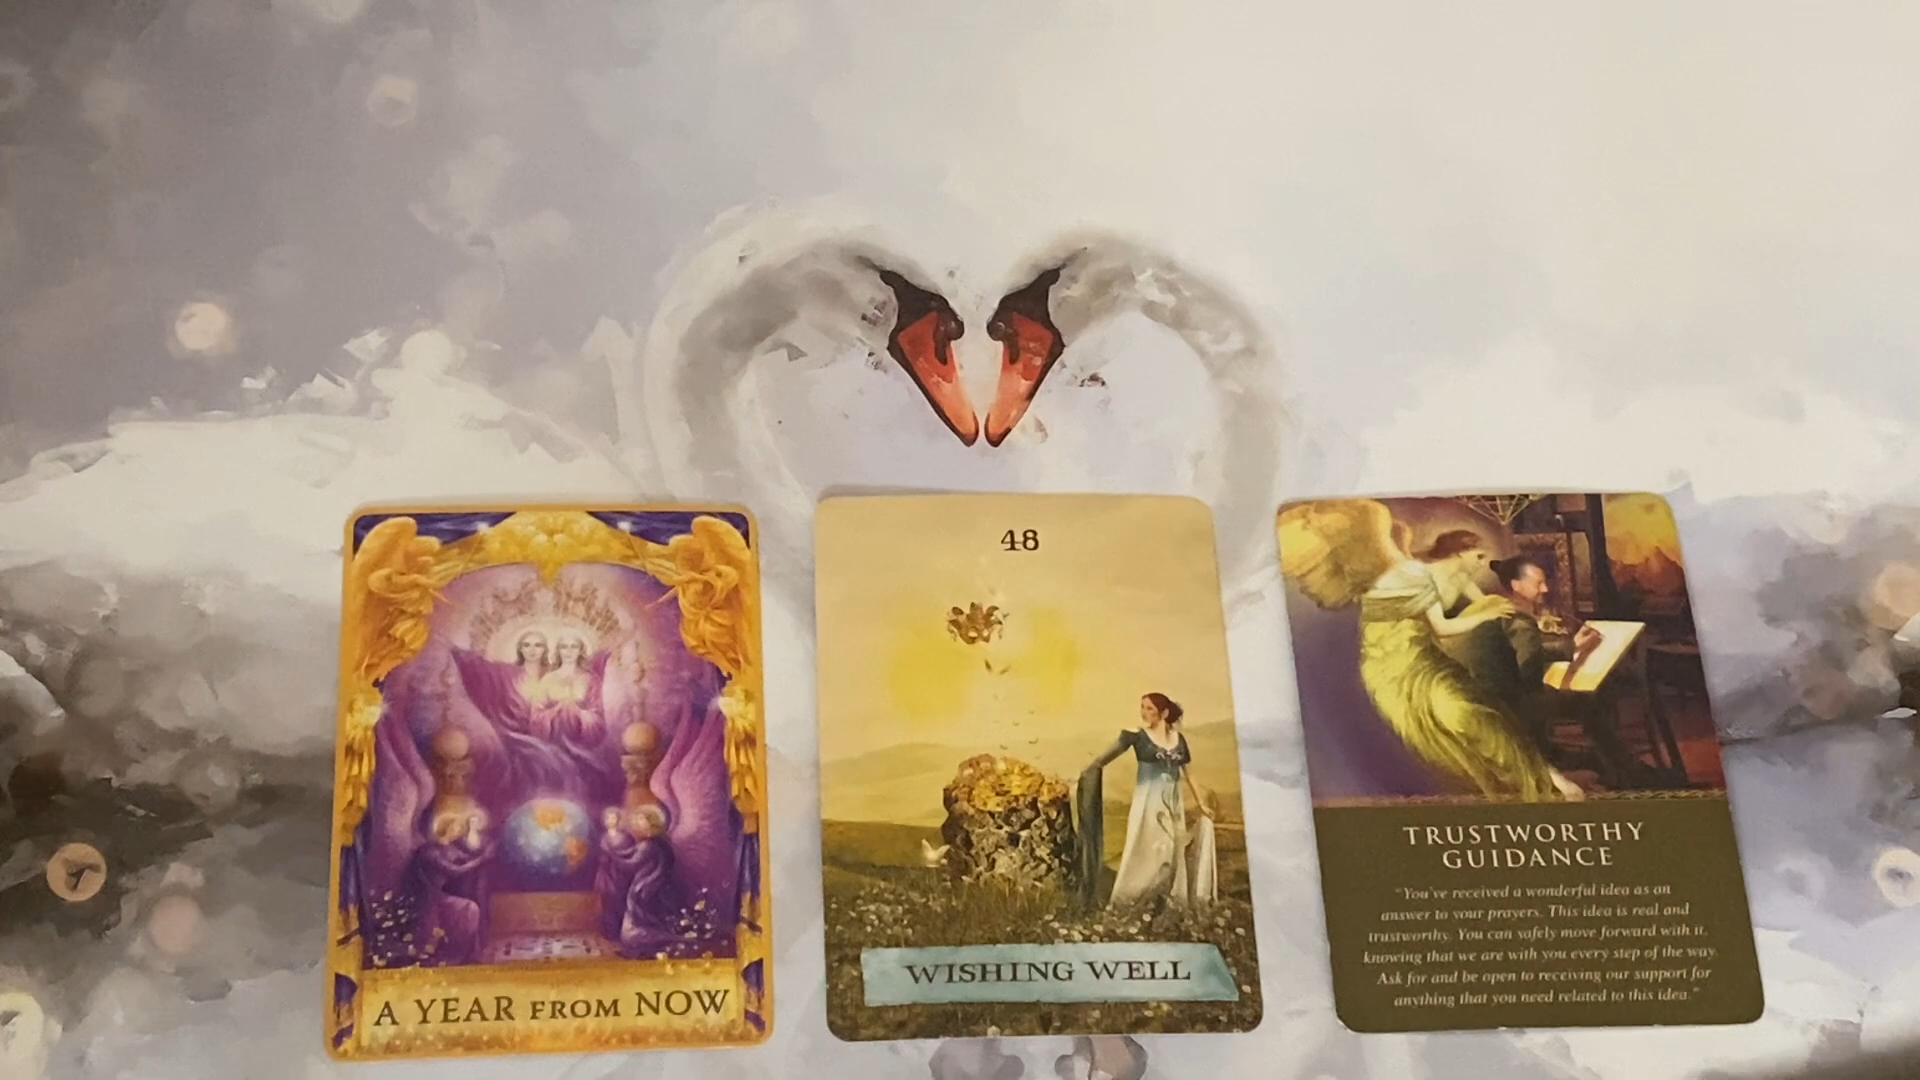 A YEAR FROM NOW
48
WISHING WELL
TRUSTWORTHY
GUIDANCE
"You've received a wonderful idea as an
answer to your prayers. This idea is real and
trustworthy. You can safely move forward with it,
knowing that we are with you every step of the way.
Ask for and be open to receiving our support for
anything that you need related to this idea."